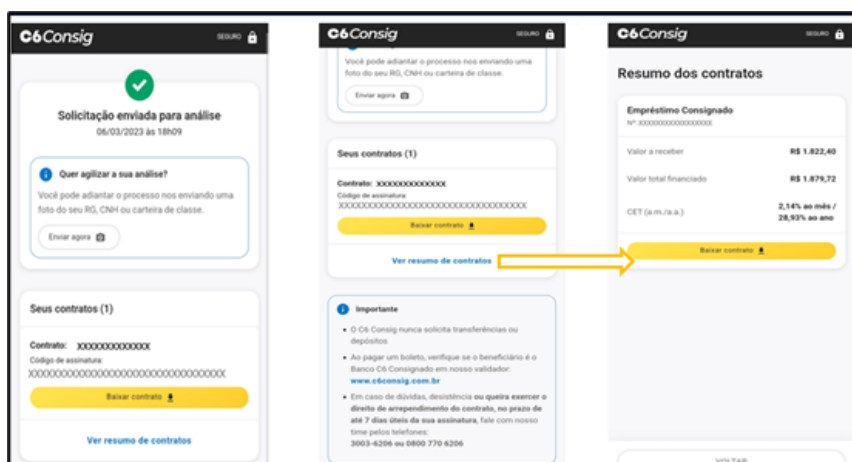 C6Consig
SEGURO
Solicitação enviada para análise
06/03/2023 às 18h09
Quer agilizar a sua análise?
Você pode adiantar o processo nos enviando uma
foto do seu RG, CNH ou carteira de classe.
Enviar agora
Seus contratos (1)
Contrato: XXXXXXXXXXXXX
Código de assinatura:
XXXXXXXXXXXXXXXXXXXXXXXXXXXXXXXXXX
Baixar contrato
Ver resumo de contratos
C6Consig
SEGURO
Você pode adiantar o processo nos enviando uma
foto do seu RG, CNH ou carteira de classe.
Enviar agora
Seus contratos (1)
Contrato: XXXXXXXXXXXXX
Código de assinatura:
XXXXXXXXXXXXXXXXXXXXXXXXXXXXXXXXXX
Baixar contrato
Ver resumo de contratos
Importante
• O C6 Consig nunca solicita transferências ou
depósitos
• Ao pagar um boleto, verifique se o beneficiário é o
Banco C6 Consignado em nosso validador:
www.c6consig.com.br
• Em caso de dúvidas, desistência ou queira exercer o
direito de arrependimento do contrato, no prazo de
até 7 dias úteis da sua assinatura, fale com nosso
time pelos telefones:
3003-6206 ou 0800 770 6206
C6Consig
SEGURO
Resumo dos contratos
Empréstimo Consignado
Nº: XXXXXXXXXXXXXXXXX
Valor a receber R$ 1.822,40
Valor total financiado R$ 1.879,72
CET (a.m./a.a.) 2,14% ao mês /
28,93% ao ano
Baixar contrato
VOLTAR